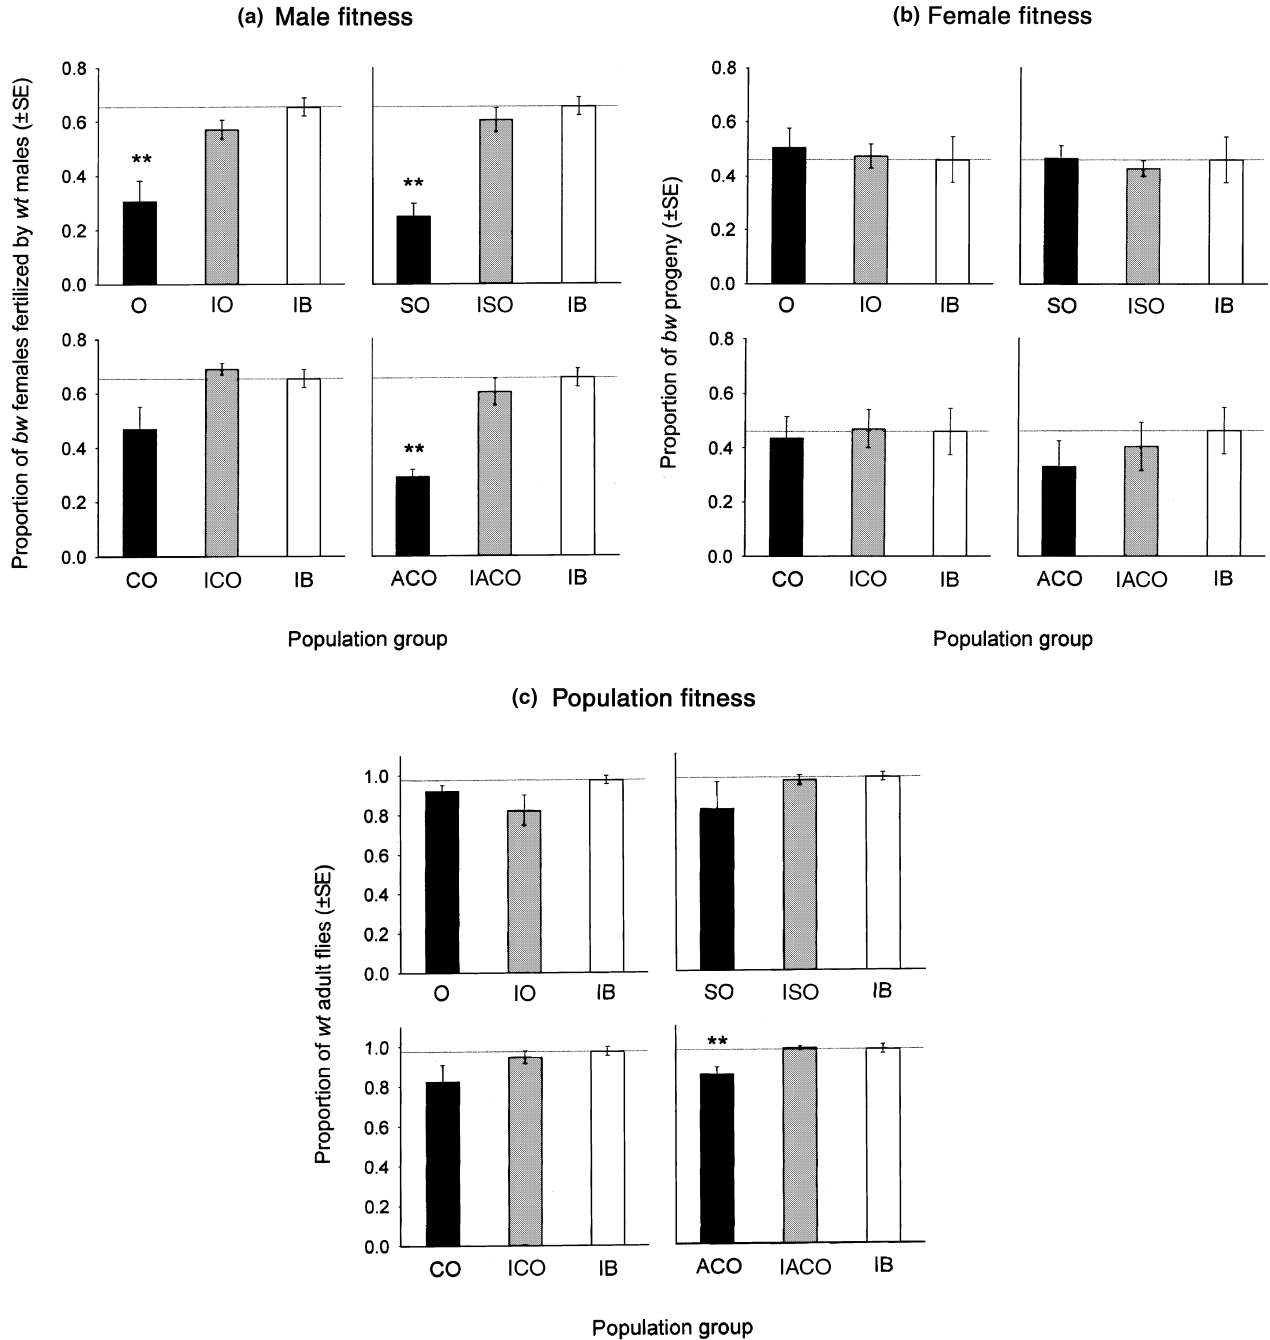 (a) Male fitness
(b) Female fitness
Proportion of bw females fertilized by wt males (±SE)
0.8
0.6
0.4
0.2
0.0
**
O IO IB
**
SO ISO IB
0.8
0.6
0.4
0.2
0.0
CO ICO IB
**
ACO IACO IB
Population group
Proportion of bw progeny (±SE)
0.8
0.6
0.4
0.2
0.0
O IO IB
SO ISO IB
0.8
0.6
0.4
0.2
0.0
CO ICO IB
ACO IACO IB
Population group
(c) Population fitness
Proportion of wt adult flies (±SE)
1.0
0.8
0.6
0.4
0.2
0.0
O IO IB
SO ISO IB
1.0
0.8
0.6
0.4
0.2
0.0
CO ICO IB
**
ACO IACO IB
Population group